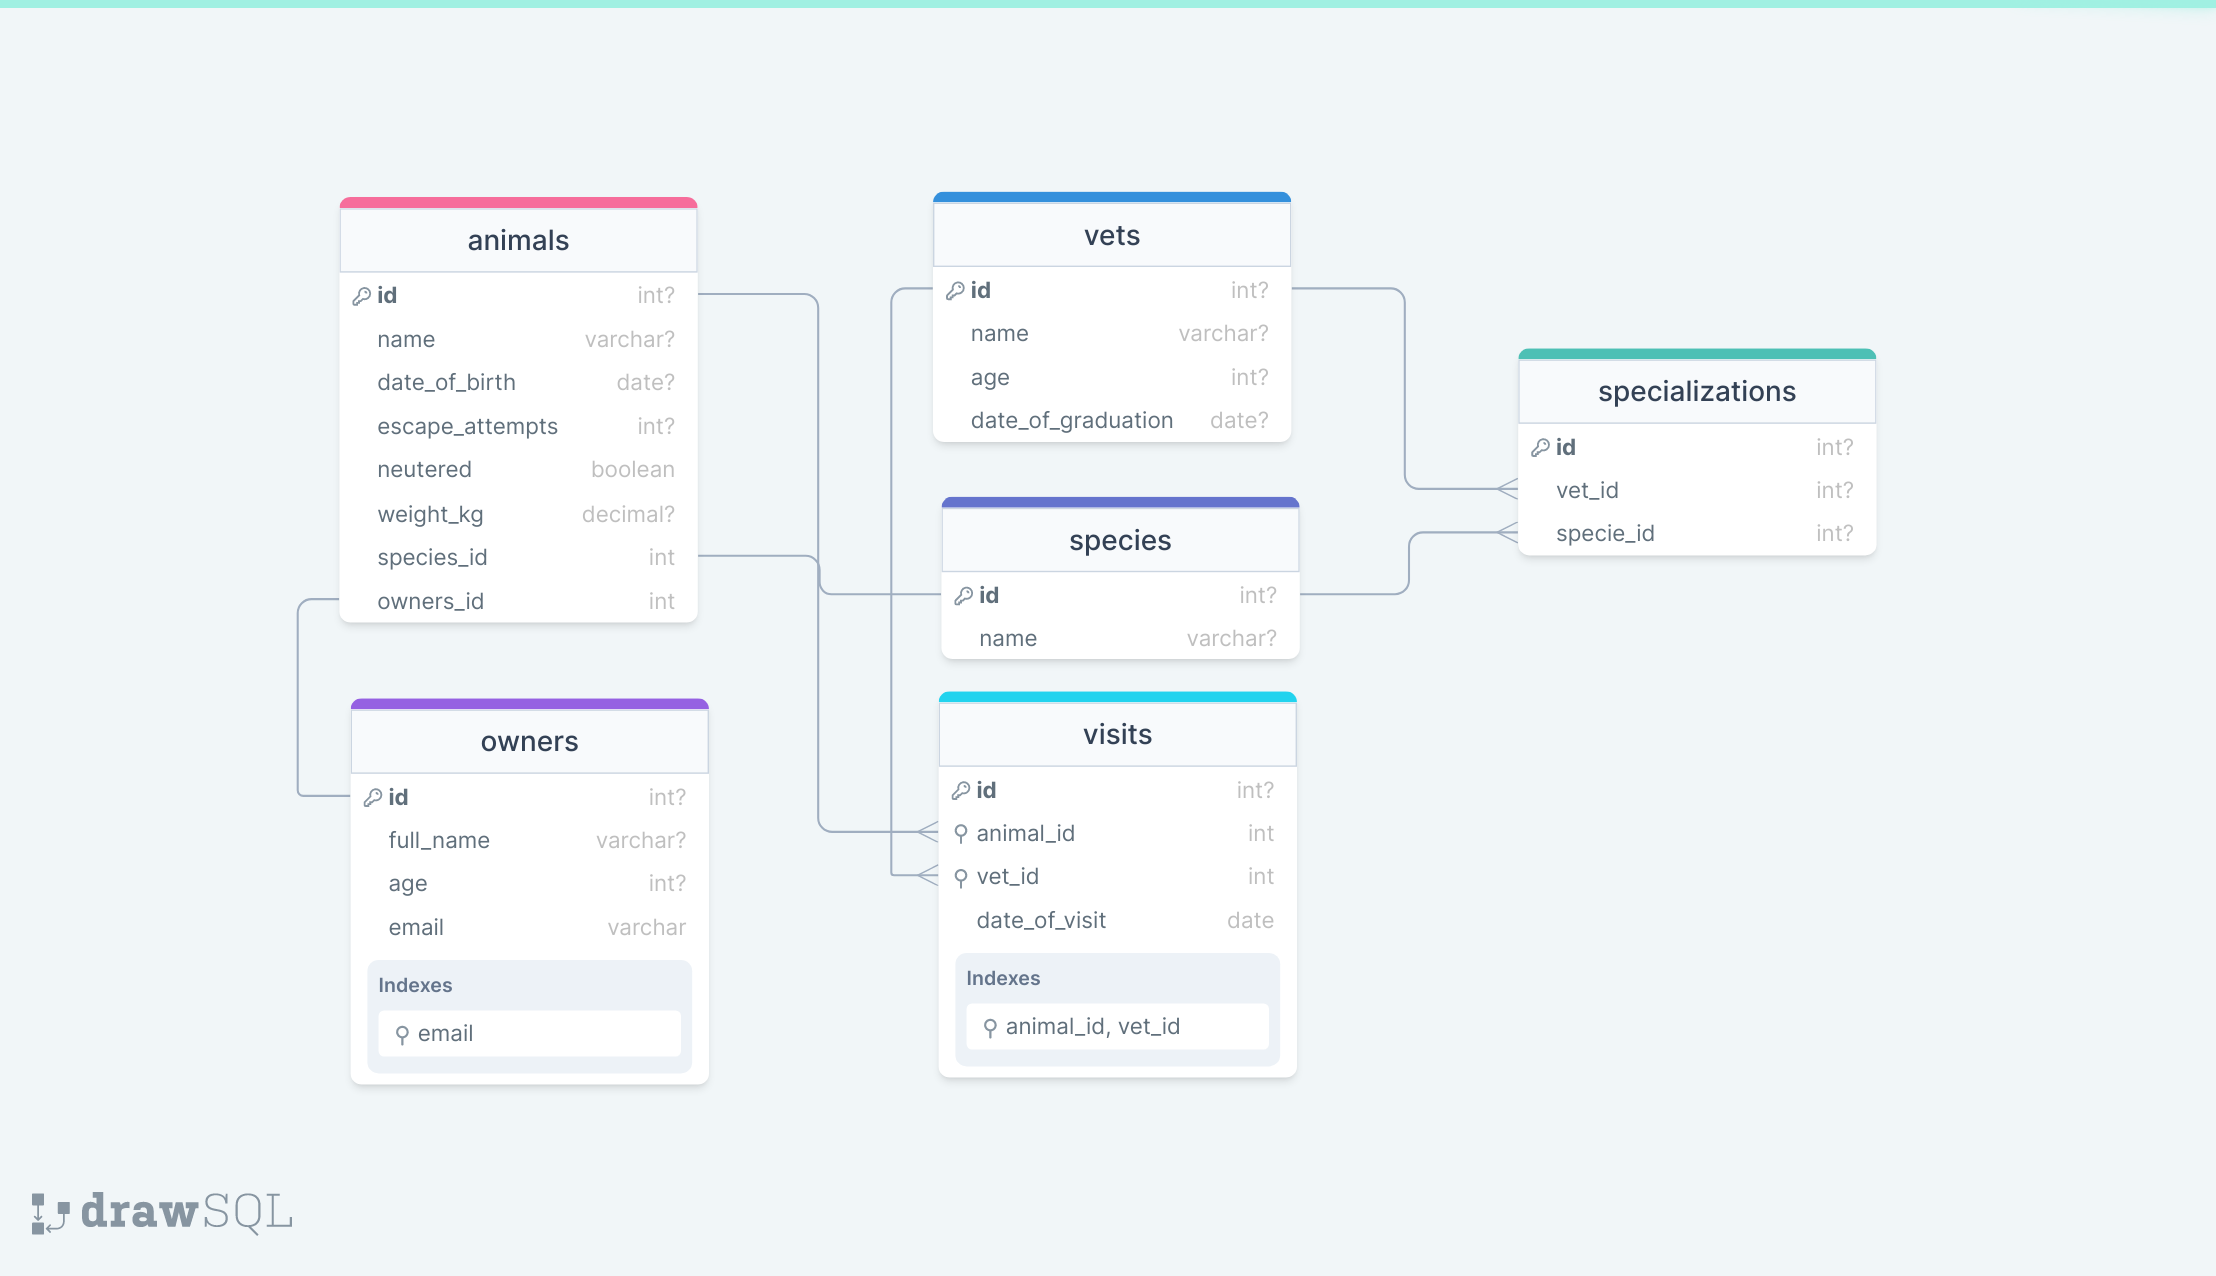 animals
id int?
name varchar?
date_of_birth date?
escape_attempts int?
neutered boolean
weight_kg decimal?
species_id int
owners_id int
owners
id int?
full_name varchar?
age int?
email varchar
Indexes
email
vets
id int?
name varchar?
age int?
date_of_graduation date?
species
id int?
name varchar?
visits
id int?
animal_id int
vet_id int
date_of_visit date
Indexes
animal_id, vet_id
specializations
id int?
vet_id int?
specie_id int?
drawSQL